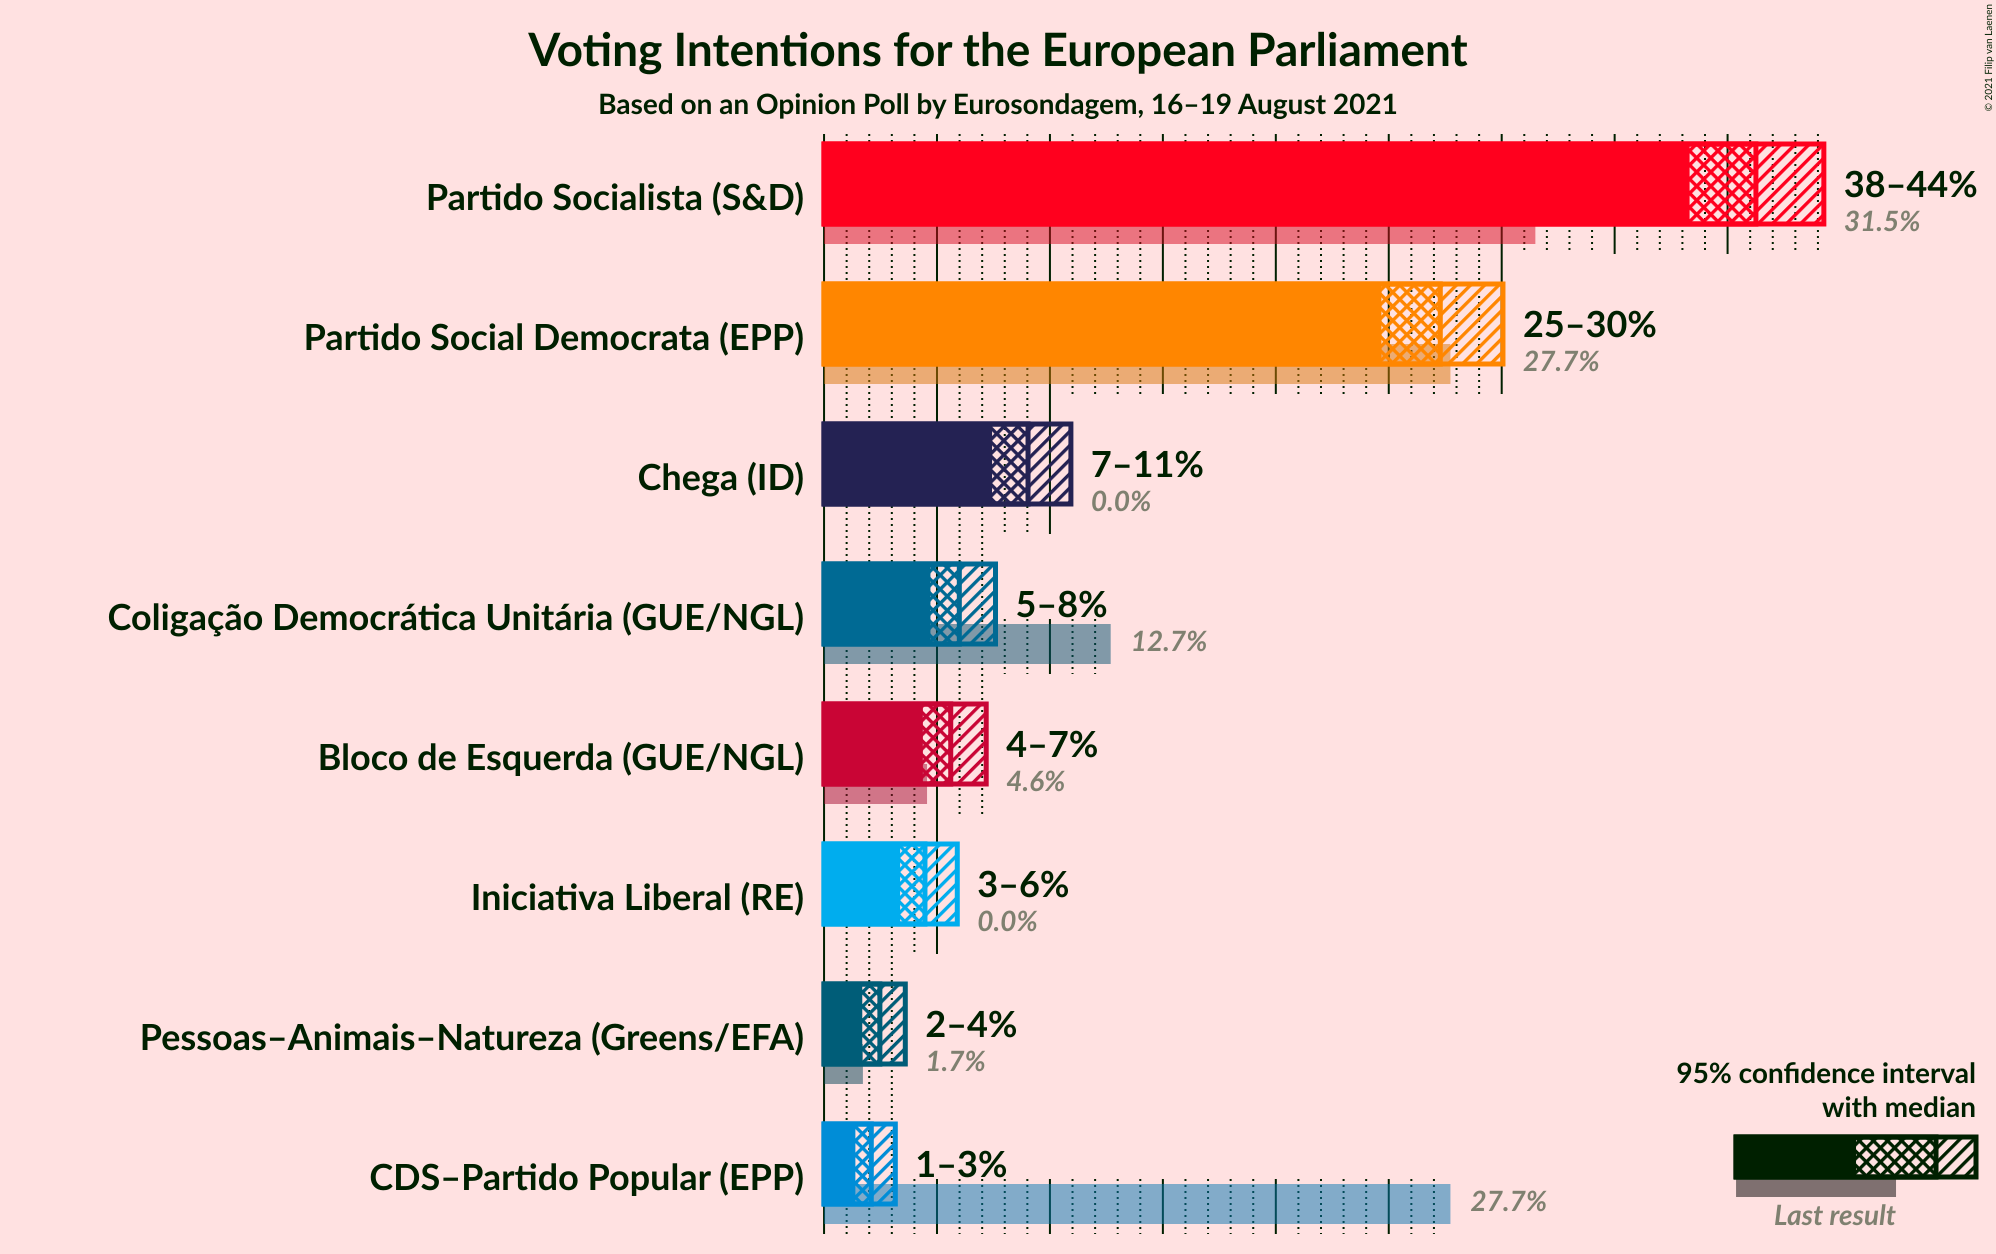 Voting Intentions for the European Parliament
Based on an Opinion Poll by Eurosondagem, 16–19 August 2021
© 2021 Filip van Laenen
Partido Socialista (S&D)
38–44%
31.5%
Partido Social Democrata (EPP)
25–30%
27.7%
Chega (ID)
7–11%
0.0%
Coligação Democrática Unitária (GUE/NGL)
5–8%
12.7%
Bloco de Esquerda (GUE/NGL)
4–7%
4.6%
Iniciativa Liberal (RE)
3–6%
0.0%
Pessoas–Animais–Natureza (Greens/EFA)
2–4%
1.7%
CDS–Partido Popular (EPP)
1–3%
27.7%
95% confidence interval
with median
Last result